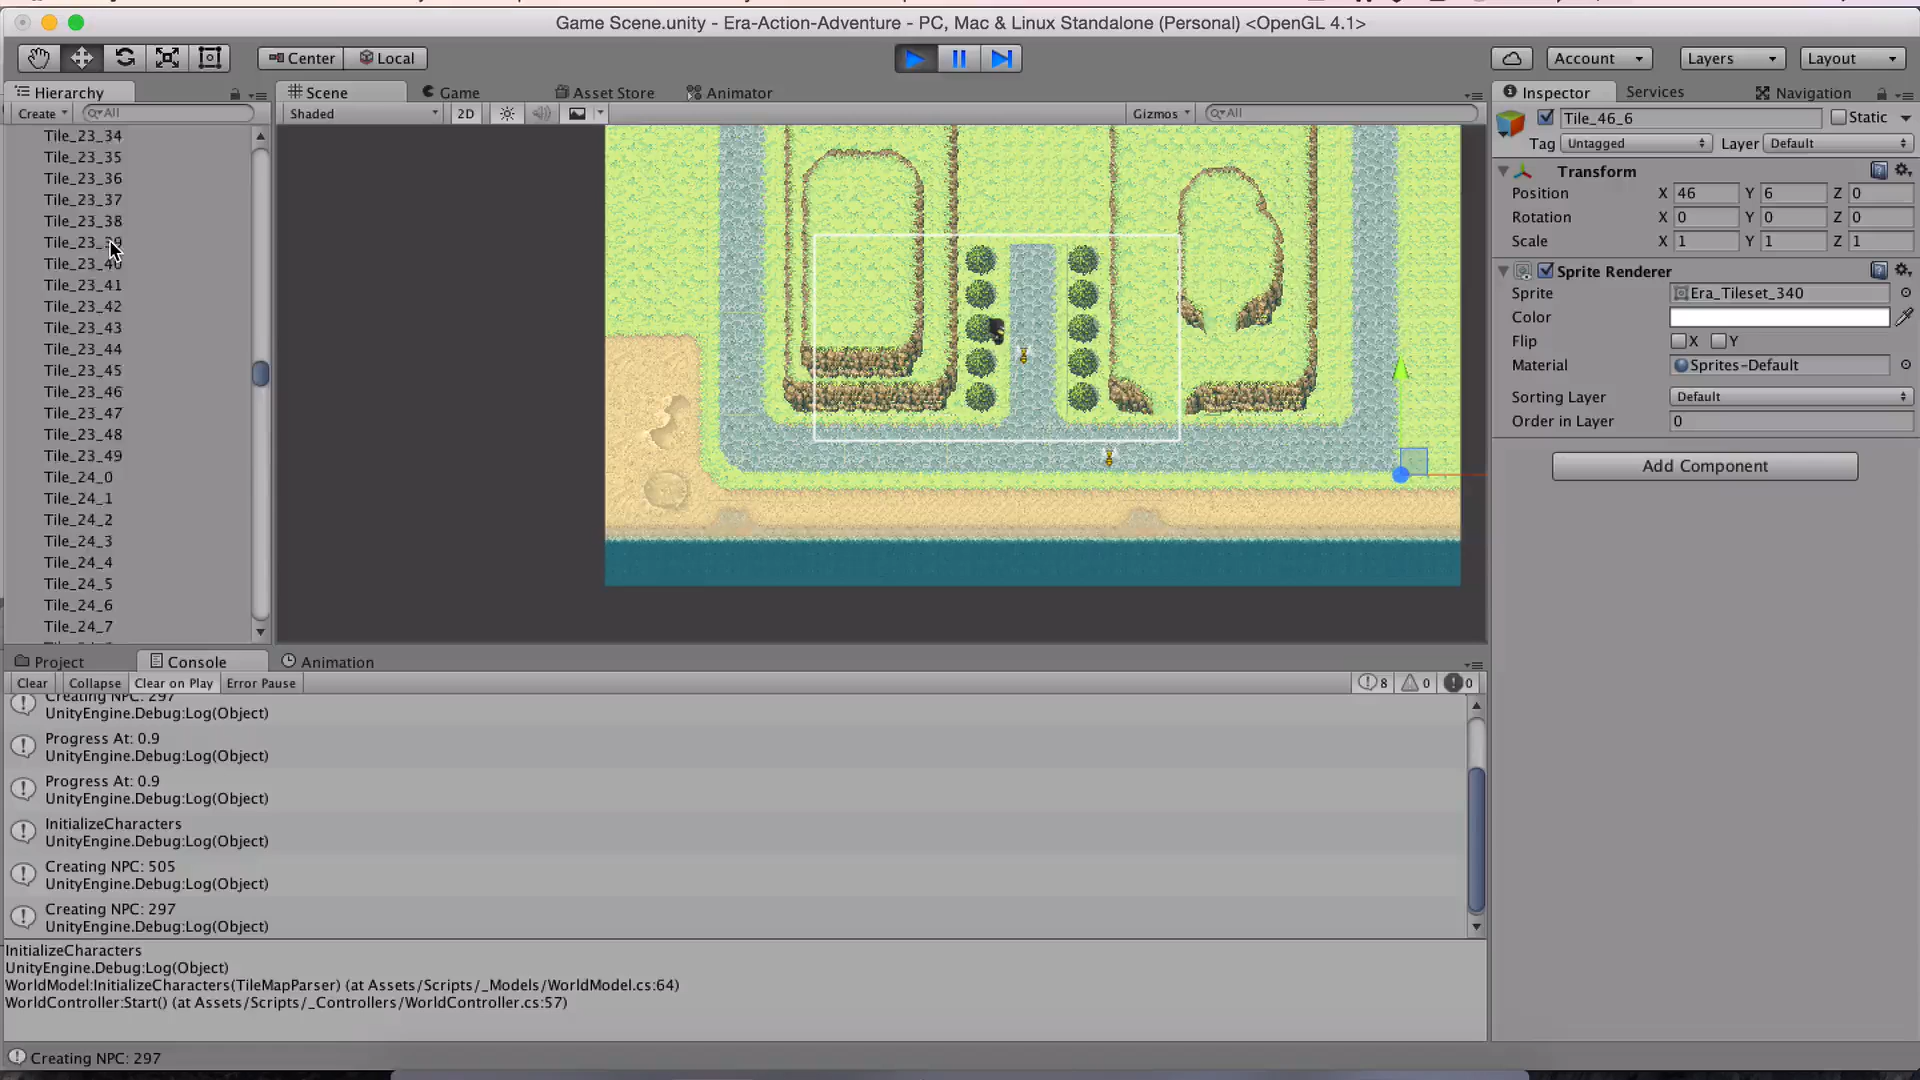 Game Scene.unity - Era-Action-Adventure - PC, Mac & Linux Standalone (Personal) <OpenGL 4.1>
Center
Local
Account
Layers
Layout
Hierarchy
Create
All
Tile_23_34
Tile_23_35
Tile_23_36
Tile_23_37
Tile_23_38
Tile_23_39
Tile_23_40
Tile_23_41
Tile_23_42
Tile_23_43
Tile_23_44
Tile_23_45
Tile_23_46
Tile_23_47
Tile_23_48
Tile_23_49
Tile_24_0
Tile_24_1
Tile_24_2
Tile_24_3
Tile_24_4
Tile_24_5
Tile_24_6
Tile_24_7
Scene
Game
Asset Store
Animator
Shaded
2D
Gizmos
All
Inspector
Services
Navigation
Tile_46_6
Static
Tag Untagged Layer Default
Transform
Position X 46 Y 6 Z 0
Rotation X 0 Y 0 Z 0
Scale X 1 Y 1 Z 1
Sprite Renderer
Sprite Era_Tileset_340
Color
Flip X Y
Material Sprites-Default
Sorting Layer Default
Order in Layer 0
Add Component
Project
Console
Animation
Clear
Collapse
Clear on Play
Error Pause
8
0
0
Creating NPC: 297
UnityEngine.Debug:Log(Object)
Progress At: 0.9
UnityEngine.Debug:Log(Object)
Progress At: 0.9
UnityEngine.Debug:Log(Object)
InitializeCharacters
UnityEngine.Debug:Log(Object)
Creating NPC: 505
UnityEngine.Debug:Log(Object)
Creating NPC: 297
UnityEngine.Debug:Log(Object)
InitializeCharacters
UnityEngine.Debug:Log(Object)
WorldModel:InitializeCharacters(TileMapParser) (at Assets/Scripts/_Models/WorldModel.cs:64)
WorldController:Start() (at Assets/Scripts/_Controllers/WorldController.cs:57)
Creating NPC: 297